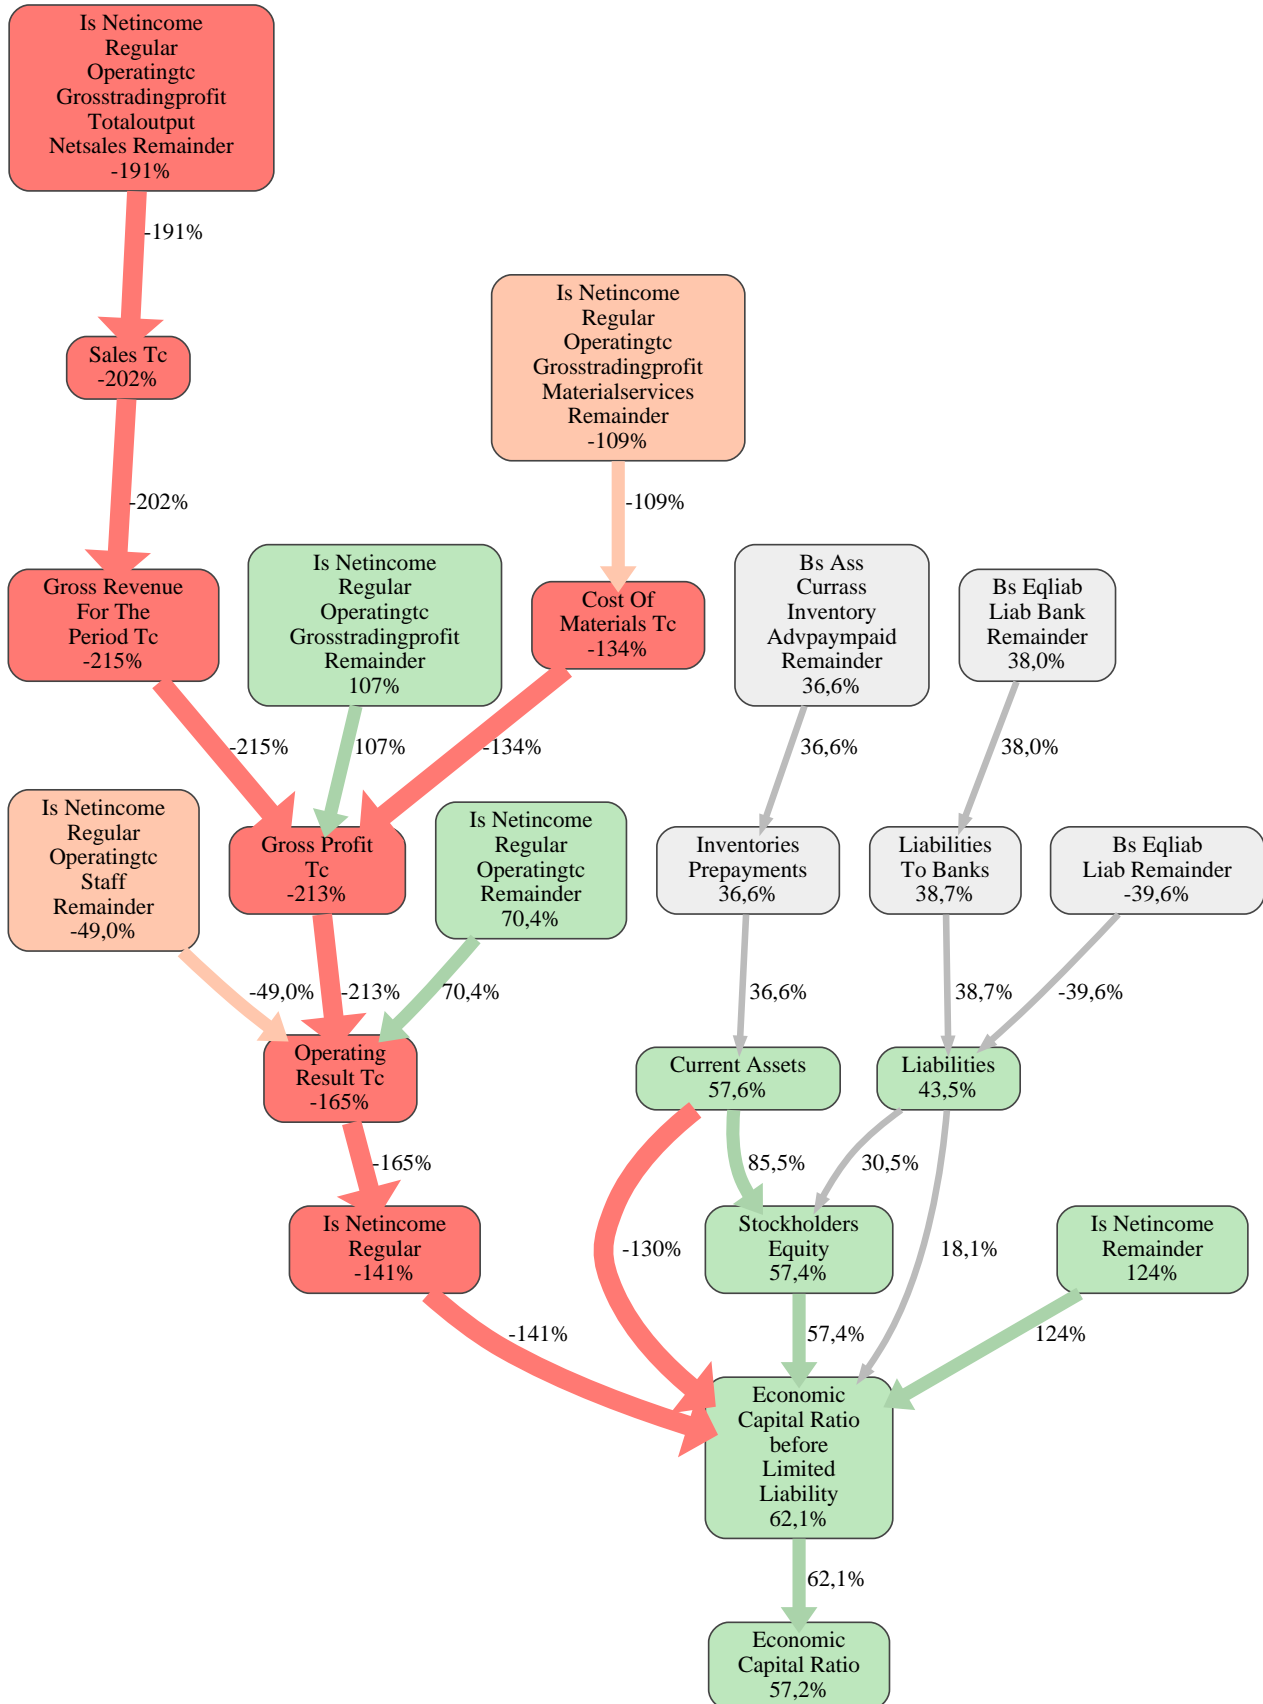 Is Netincome
Regular
Operatingtc
Grosstradingprofit
Totaloutput
Netsales Remainder
-191%
-191%
Sales Tc
-202%
Is Netincome
Regular
Operatingtc
Grosstradingprofit
Materialservices
Remainder
-109%
-202%
-109%
Gross Revenue
For The
Period Tc
-215%
Is Netincome
Regular
Operatingtc
Grosstradingprofit
Remainder
107%
Cost Of
Materials Tc
-134%
Bs Ass
Currass
Inventory
Advpaympaid
Remainder
36,6%
Bs Eqliab
Liab Bank
Remainder
38,0%
-215%
107%
-134%
36,6%
38,0%
Is Netincome
Regular
Operatingtc
Staff
Remainder
-49,0%
Gross Profit
Tc
-213%
Is Netincome
Regular
Operatingtc
Remainder
70,4%
Inventories
Prepayments
36,6%
Liabilities
To Banks
38,7%
Bs Eqliab
Liab Remainder
-39,6%
-49,0%
-213%
70,4%
36,6%
38,7%
-39,6%
Operating
Result Tc
-165%
Current Assets
57,6%
Liabilities
43,5%
-165%
85,5%
30,5%
Is Netincome
Regular
-141%
-130%
Stockholders
Equity
57,4%
18,1%
Is Netincome
Remainder
124%
-141%
57,4%
124%
Economic
Capital Ratio
before
Limited
Liability
62,1%
62,1%
Economic
Capital Ratio
57,2%